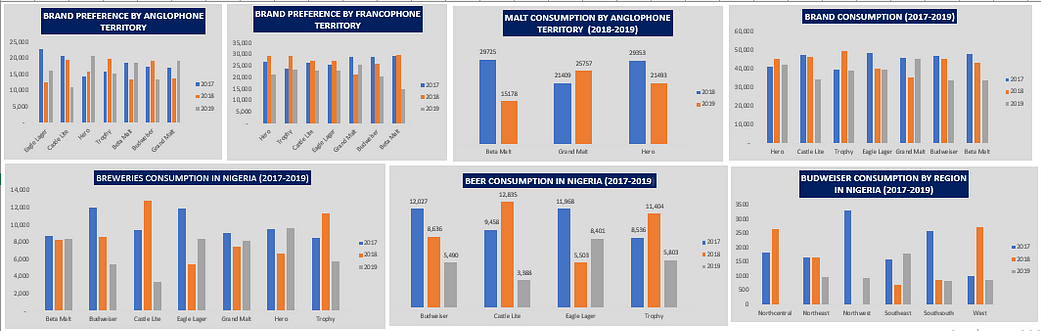 BRAND PREFERENCE BY ANGLOPHONE
TERRITORY
25,000
20,000
15,000
10,000
5,000
-
Eagle Lager
Castle Lite
Hero
Trophy
Beta Malt
Budweiser
Grand Malt
2017
2018
2019
BRAND PREFERENCE BY FRANCOPHONE
TERRITORY
35,000
30,000
25,000
20,000
15,000
10,000
5,000
-
Hero
Trophy
Castle Lite
Eagle Lager
Grand Malt
Budweiser
Beta Malt
2017
2018
2019
MALT CONSUMPTION BY ANGLOPHONE
TERRITORY (2018-2019)
29725
15178
21409
25757
29353
21493
Beta Malt
Grand Malt
Hero
2018
2019
BRAND CONSUMPTION (2017-2019)
60,000
50,000
40,000
30,000
20,000
10,000
-
Hero
Castle Lite
Trophy
Eagle Lager
Grand Malt
Budweiser
Beta Malt
2017
2018
2019
BREWERIES CONSUMPTION IN NIGERIA (2017-2019)
14,000
12,000
10,000
8,000
6,000
4,000
2,000
-
Beta Malt
Budweiser
Castle Lite
Eagle Lager
Grand Malt
Hero
Trophy
2017
2018
2019
BEER CONSUMPTION IN NIGERIA (2017-2019
12,027
8,636
5,490
9,458
12,835
3,388
11,968
5,503
8,401
8,536
11,404
5,803
Budweiser
Castle Lite
Eagle Lager
Trophy
2017
2018
2019
BUDWEISER CONSUMPTION BY REGION
IN NIGERIA (2017-2019)
3500
3000
2500
2000
1500
1000
500
0
Northcentral
Northeast
Northwest
Southeast
Southsouth
West
2017
2018
2019